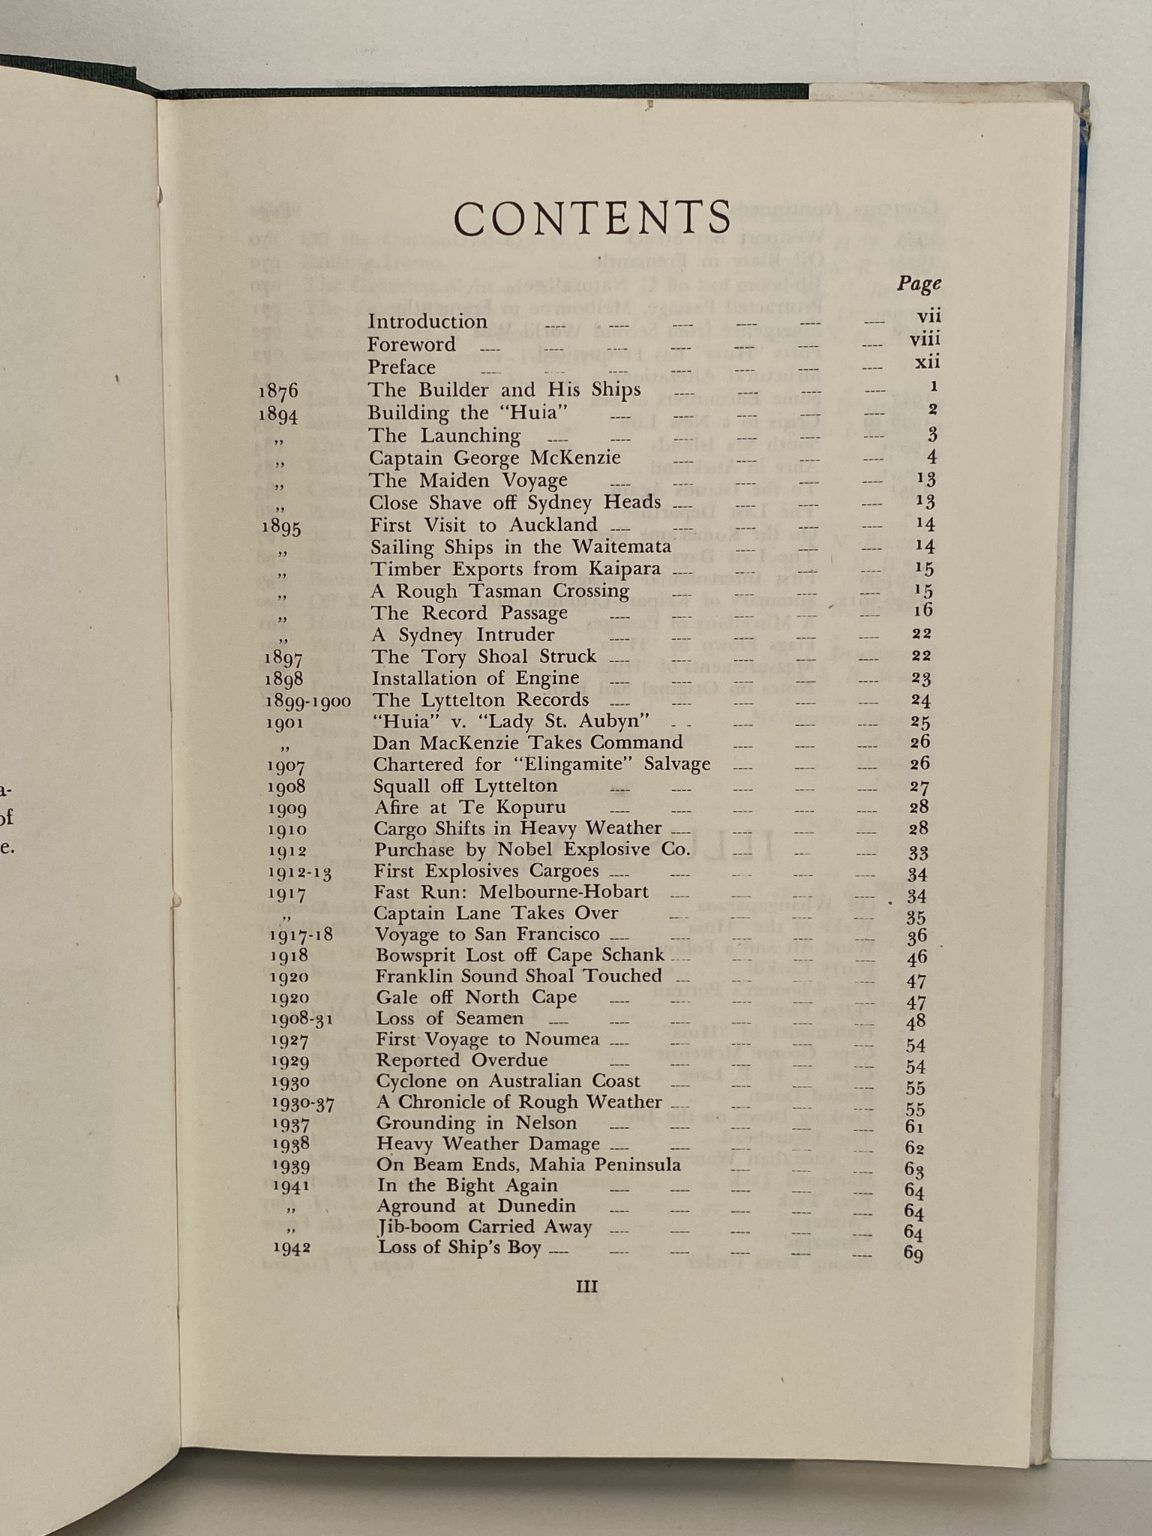 a-
of
e.
CONTENTS
Page
Introduction vii
Foreword viii
Preface xii
1876 The Builder and His Ships 1
1894 Building the "Huia" 2
„ The Launching 3
„ Captain George McKenzie 4
„ The Maiden Voyage 13
„ Close Shave off Sydney Heads 13
1895 First Visit to Auckland 14
„ Sailing Ships in the Waitemata 14
„ Timber Exports from Kaipara 15
„ A Rough Tasman Crossing 15
„ The Record Passage 16
„ A Sydney Intruder 22
1897 The Tory Shoal Struck 22
1898 Installation of Engine 23
1899-1900 The Lyttelton Records 24
1901 "Huia" v. "Lady St. Aubyn" 25
„ Dan MacKenzie Takes Command 26
1907 Chartered for "Elingamite" Salvage 26
1908 Squall off Lyttelton 27
1909 Afire at Te Kopuru 28
1910 Cargo Shifts in Heavy Weather 28
1912 Purchase by Nobel Explosive Co. 33
1912-13 First Explosives Cargoes 34
1917 Fast Run: Melbourne-Hobart 34
„ Captain Lane Takes Over 35
1917-18 Voyage to San Francisco 36
1918 Bowsprit Lost off Cape Schank 46
1920 Franklin Sound Shoal Touched 47
1920 Gale off North Cape 47
1908-31 Loss of Seamen 48
1927 First Voyage to Noumea 54
1929 Reported Overdue 54
1930 Cyclone on Australian Coast 55
1930-37 A Chronicle of Rough Weather 55
1937 Grounding in Nelson 61
1938 Heavy Weather Damage 62
1939 On Beam Ends, Mahia Peninsula 63
1941 In the Bight Again 64
„ Aground at Dunedin 64
„ Jib-boom Carried Away 64
1942 Loss of Ship's Boy 69
III